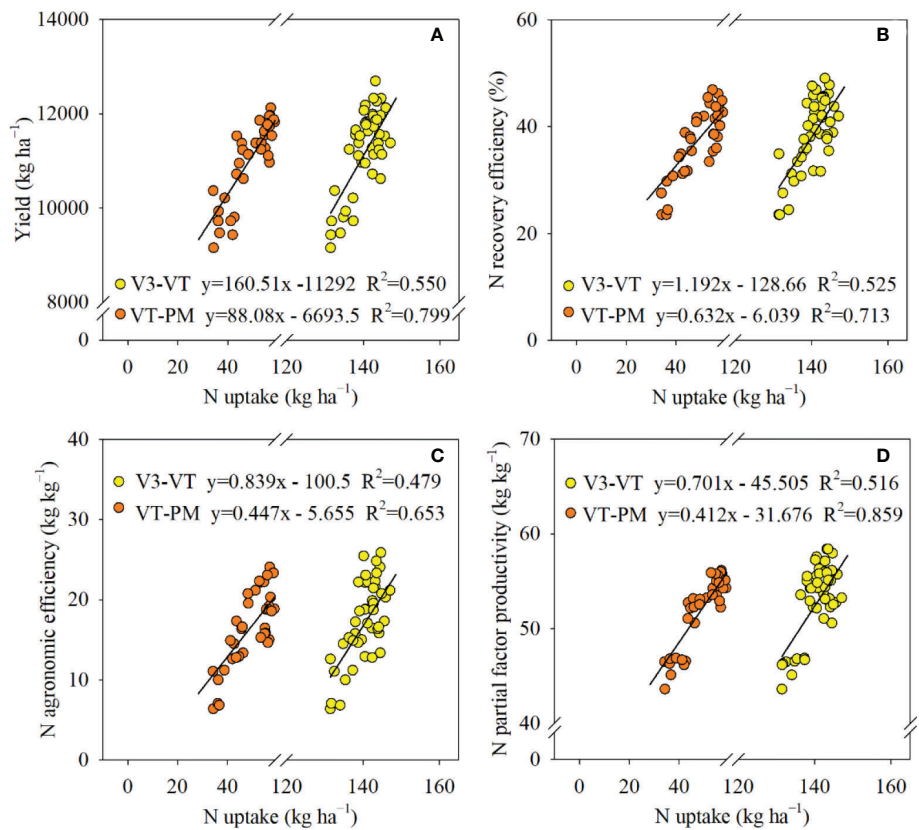 14000
12000
10000
8000
0
Yield (kg ha⁻¹)
A
V3-VT y=160.51x -11292 R²=0.550
VT-PM y=88.08x - 6693.5 R²=0.799
0 20 40 120 140 160
N uptake (kg ha⁻¹)
60
40
20
0
N recovery efficiency (%)
B
V3-VT y=1.192x - 128.66 R²=0.525
VT-PM y=0.632x - 6.039 R²=0.713
0 20 40 120 140 160
N uptake (kg ha⁻¹)
40
30
20
10
0
N agronomic efficiency (kg kg⁻¹)
C
V3-VT y=0.839x - 100.5 R²=0.479
VT-PM y=0.447x - 5.655 R²=0.653
0 20 40 120 140 160
N uptake (kg ha⁻¹)
70
60
50
40
0
N partial factor productivity (kg kg⁻¹)
D
V3-VT y=0.701x - 45.505 R²=0.516
VT-PM y=0.412x - 31.676 R²=0.859
0 20 40 120 140 160
N uptake (kg ha⁻¹)